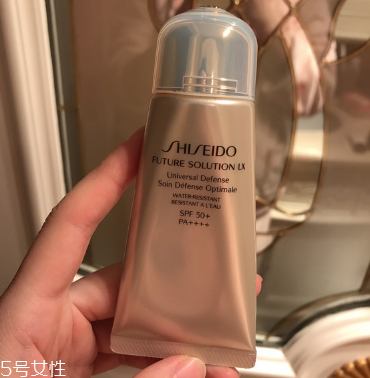 SHISEIDO
FUTURE SOLUTION LX
Universal Defense
Soin Défense Optimale
WATER-RESISTANT
RÉSISTANT À L'EAU
SPF 50+
PA++++
5号女性